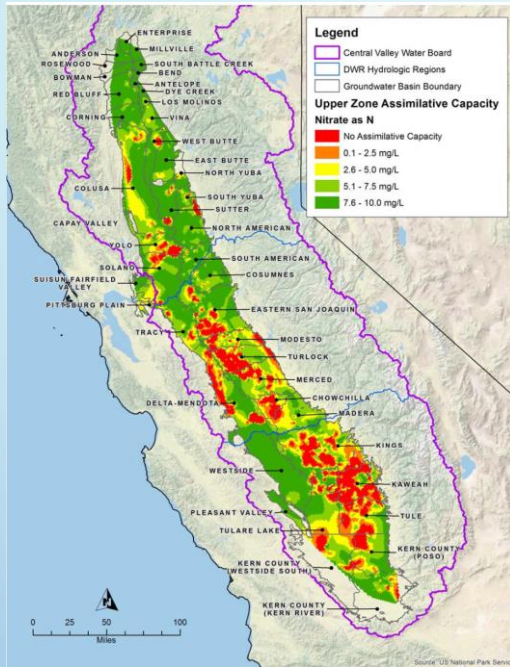 Legend
Central Valley Water Board
DWR Hydrologic Regions
Groundwater Basin Boundary
Upper Zone Assimilative Capacity
Nitrate as N
No Assimilative Capacity
0.1 - 2.5 mg/L
2.6 - 5.0 mg/L
5.1 - 7.5 mg/L
7.6 - 10.0 mg/L
ENTERPRISE
ANDERSON
MILLVILLE
ROSEWOOD
SOUTH BATTLE CREEK
BOWMAN
BEND
ANTELOPE
RED BLUFF
DYE CREEK
LOS MOLINOS
CORNING
VINA
WEST BUTTE
EAST BUTTE
NORTH YUBA
COLUSA
SOUTH YUBA
SUTTER
CAPAY VALLEY
NORTH AMERICAN
YOLO
SOUTH AMERICAN
SOLANO
COSUMNES
SUISUN-FAIRFIELD
VALLEY
PITTSBURG PLAIN
EASTERN SAN JOAQUIN
TRACY
MODESTO
TURLOCK
MERCED
CHOWCHILLA
DELTA-MENDOTA
MADERA
KINGS
WESTSIDE
KAWEAH
PLEASANT VALLEY
TULE
TULARE LAKE
KERN COUNTY
(POSO)
KERN COUNTY
(WESTSIDE SOUTH)
KERN COUNTY
(KERN RIVER)
N
0 50 100
Miles
Source: US National Park Service